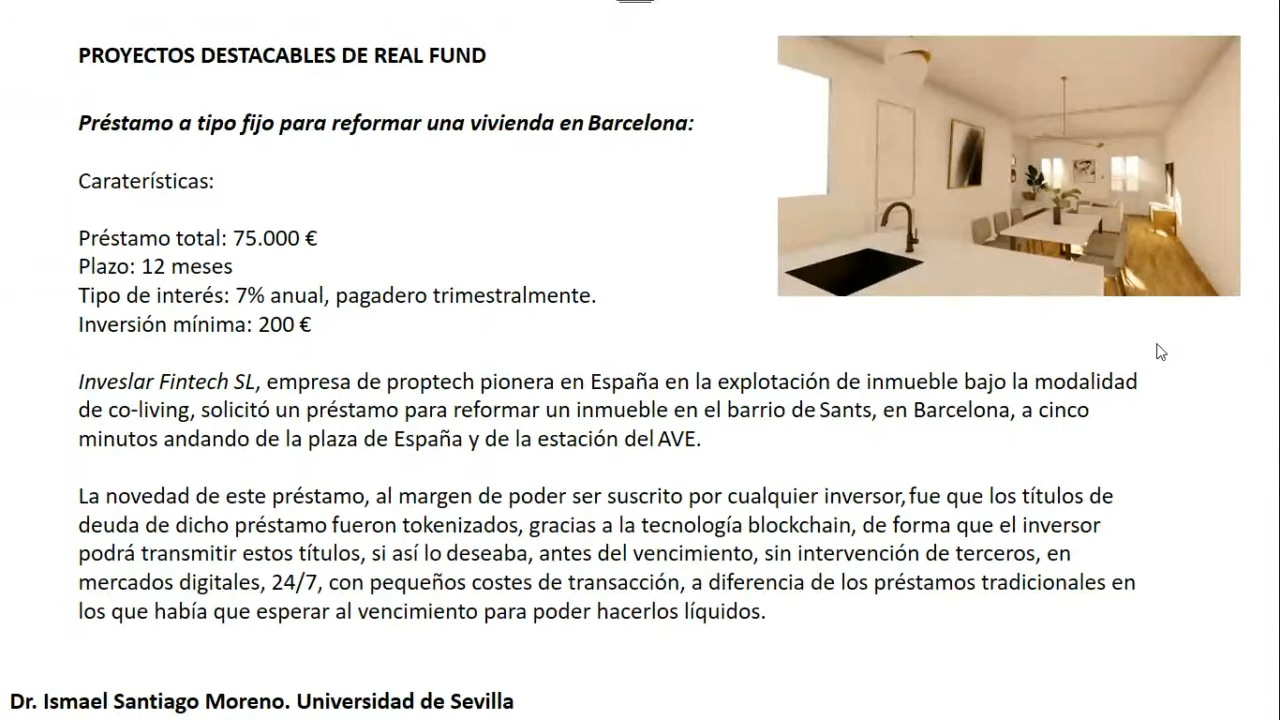 PROYECTOS DESTACABLES DE REAL FUND
Préstamo a tipo fijo para reformar una vivienda en Barcelona:
Caraterísticas:
Préstamo total: 75.000 €
Plazo: 12 meses
Tipo de interés: 7% anual, pagadero trimestralmente.
Inversión mínima: 200 €
Inveslar Fintech SL, empresa de proptech pionera en España en la explotación de inmueble bajo la modalidad
de co-living, solicitó un préstamo para reformar un inmueble en el barrio de Sants, en Barcelona, a cinco
minutos andando de la plaza de España y de la estación del AVE.
La novedad de este préstamo, al margen de poder ser suscrito por cualquier inversor, fue que los títulos de
deuda de dicho préstamo fueron tokenizados, gracias a la tecnología blockchain, de forma que el inversor
podrá transmitir estos títulos, si así lo deseaba, antes del vencimiento, sin intervención de terceros, en
mercados digitales, 24/7, con pequeños costes de transacción, a diferencia de los préstamos tradicionales en
los que había que esperar al vencimiento para poder hacerlos líquidos.
Dr. Ismael Santiago Moreno. Universidad de Sevilla